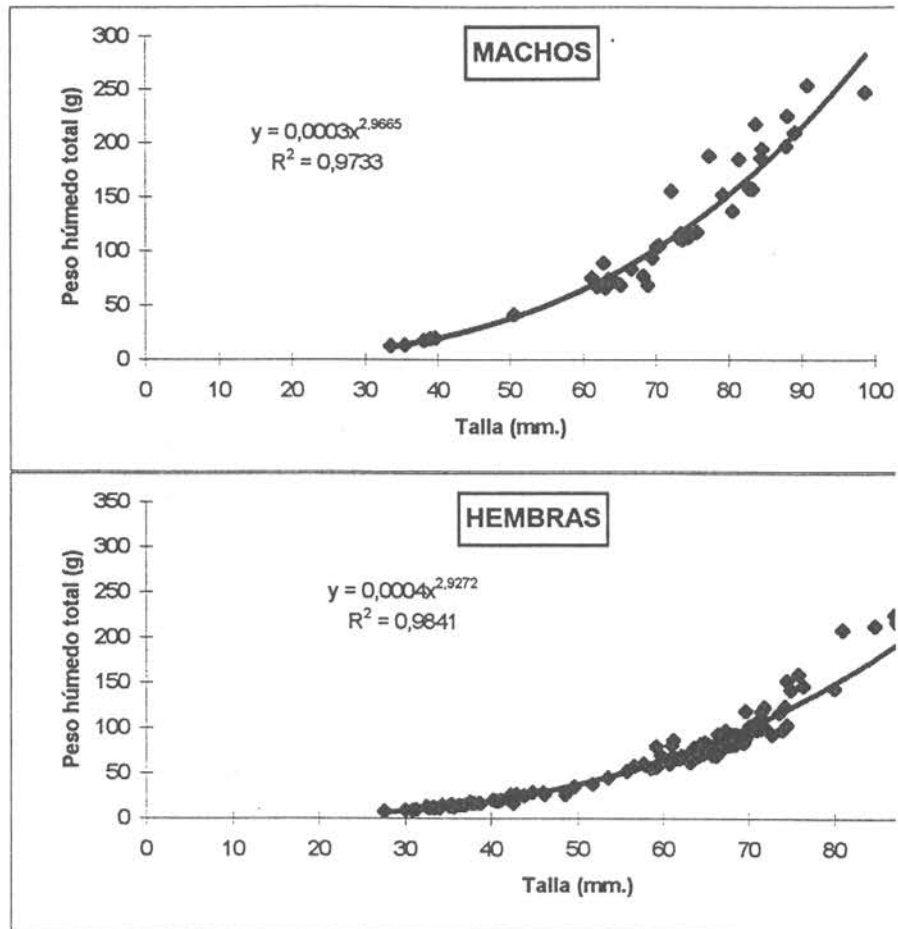 MACHOS
300
250
200
150
100
50
0
Peso húmedo total (g)
y = 0,0003x^2,9665
R² = 0,9733
0 10 20 30 40 50 60 70 80 90 100
Talla (mm.)
HEMBRAS
350
300
250
200
150
100
50
0
Peso húmedo total (g)
y = 0,0004x^2,9272
R² = 0,9841
0 10 20 30 40 50 60 70 80
Talla (mm.)